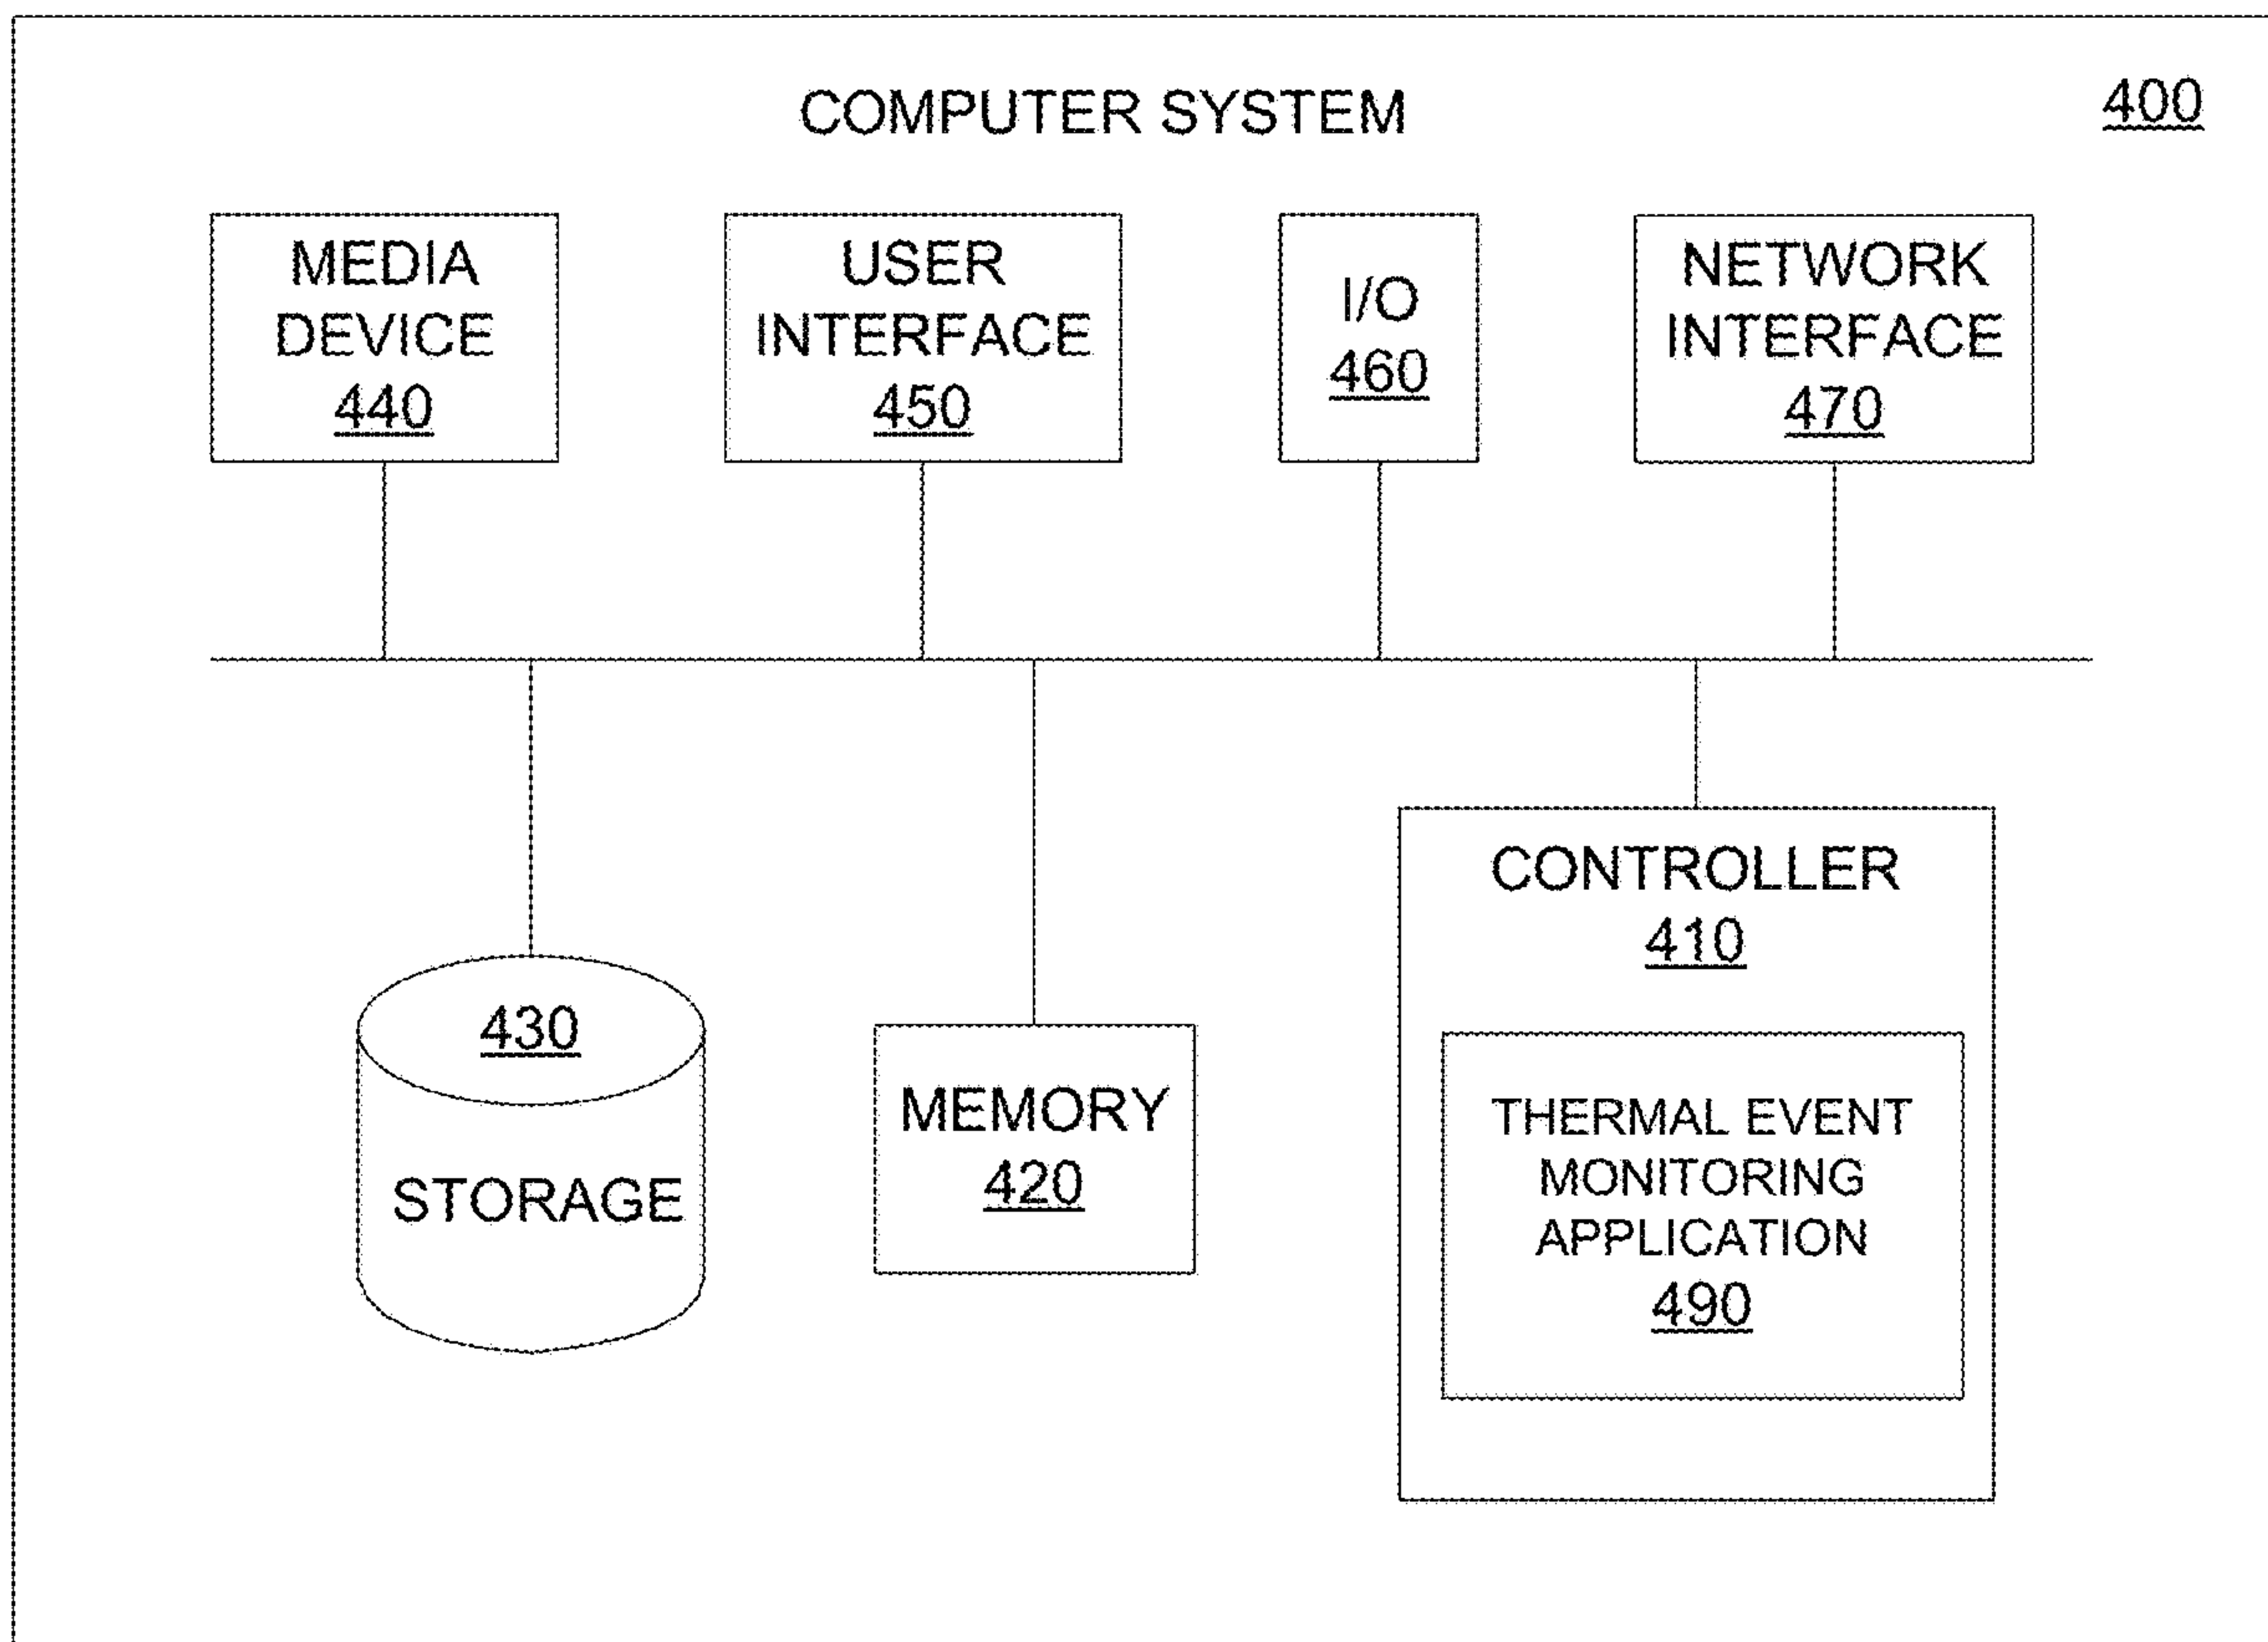 COMPUTER SYSTEM
400
MEDIA
DEVICE
440
USER
INTERFACE
450
I/O
460
NETWORK
INTERFACE
470
430
STORAGE
MEMORY
420
CONTROLLER
410
THERMAL EVENT
MONITORING
APPLICATION
490